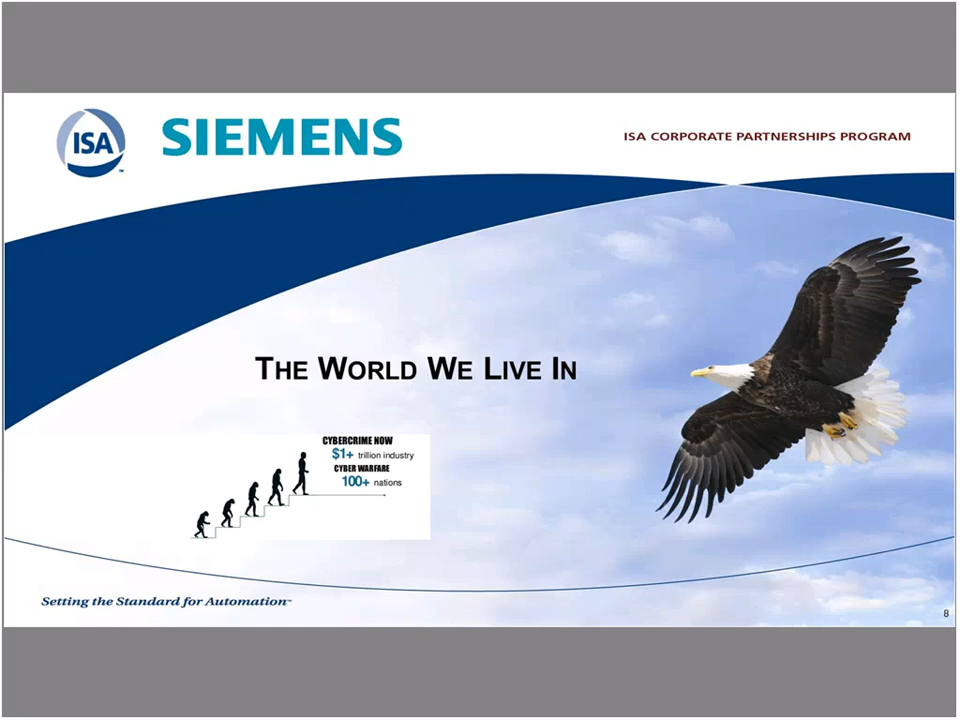 ISA
TM
SIEMENS
ISA CORPORATE PARTNERSHIPS PROGRAM
THE WORLD WE LIVE IN
CYBERCRIME NOW
$1+ trillion industry
CYBER WARFARE
100+ nations
Setting the Standard for Automation™
8